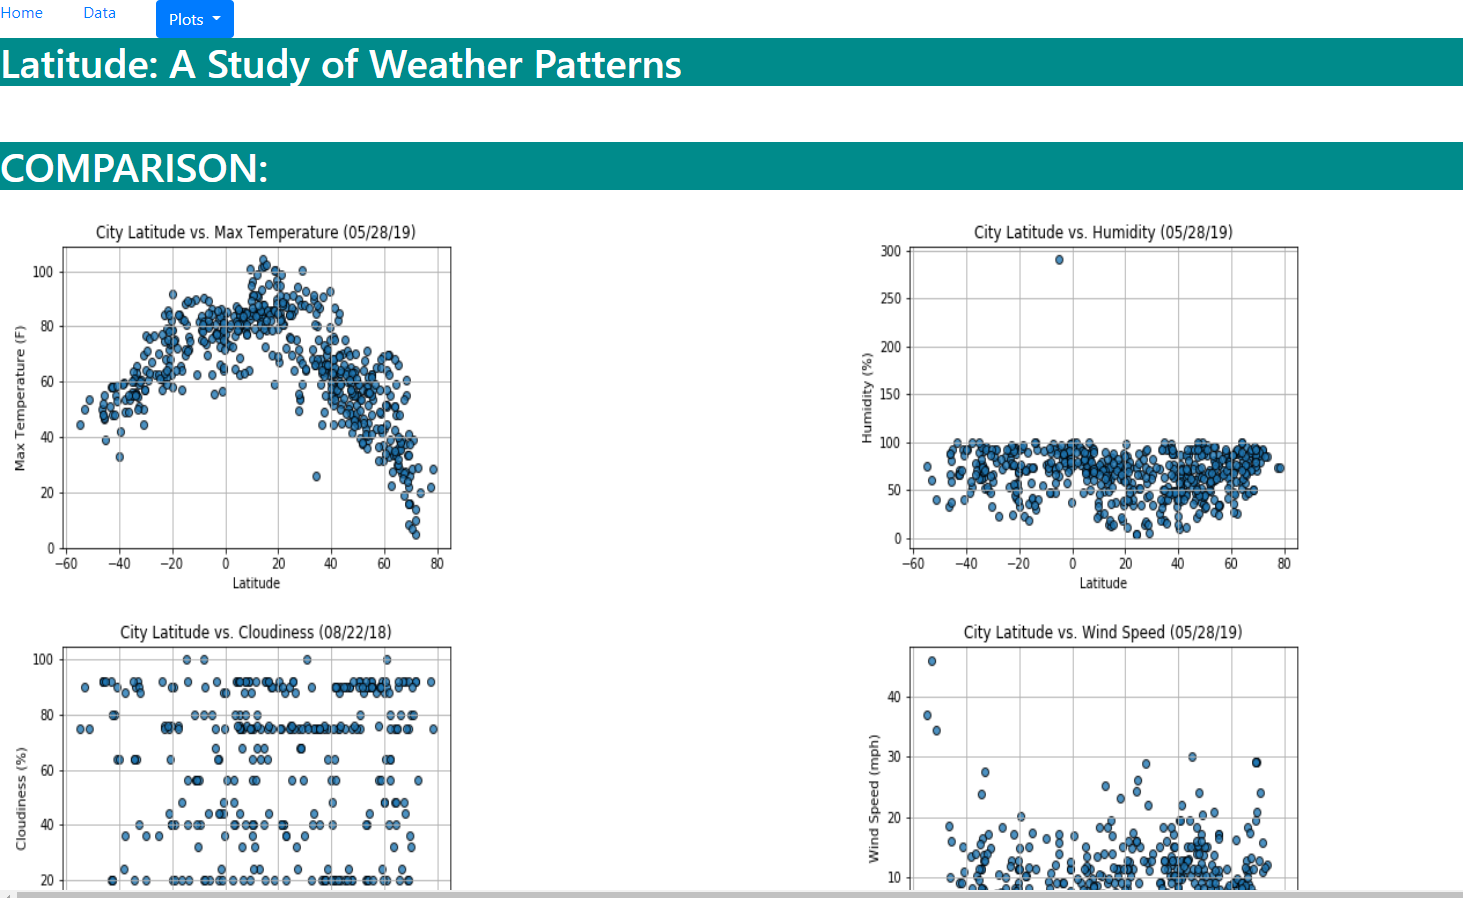 Home Data Plots
Latitude: A Study of Weather Patterns
COMPARISON:
City Latitude vs. Max Temperature (05/28/19)
100
80
60
40
20
0
Max Temperature (F)
−60 −40 −20 0 20 40 60 80
Latitude
City Latitude vs. Humidity (05/28/19)
300
250
200
150
100
50
0
Humidity (%)
−60 −40 −20 0 20 40 60 80
Latitude
City Latitude vs. Cloudiness (08/22/18)
100
80
60
40
20
Cloudiness (%)
City Latitude vs. Wind Speed (05/28/19)
40
30
20
10
Wind Speed (mph)